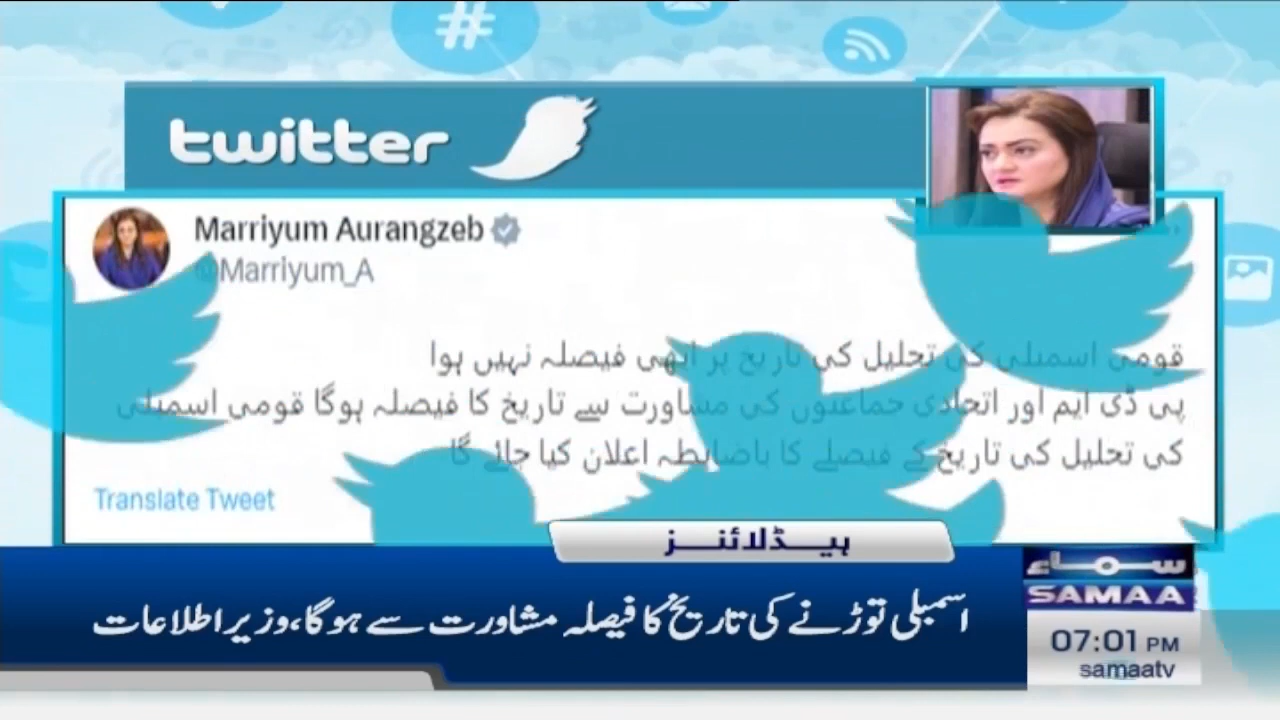 twitter
Marriyum Aurangzeb
@Marriyum_A
قومی اسمبلی کی تحلیل کی تاریخ پر ابھی فیصلہ نہیں ہوا
پی ڈی ایم اور اتحادی جماعتوں کی مشاورت سے تاریخ کا فیصلہ ہوگا قومی اسمبلی
کی تحلیل کی تاریخ کے فیصلے کا باضابطہ اعلان کیا جائے گا
Translate Tweet
ہیڈلائنز
اسمبلی توڑنے کی تاریخ کا فیصلہ مشاورت سے ہوگا، وزیر اطلاعات
سماء
SAMAA
07:01 PM
samaatv